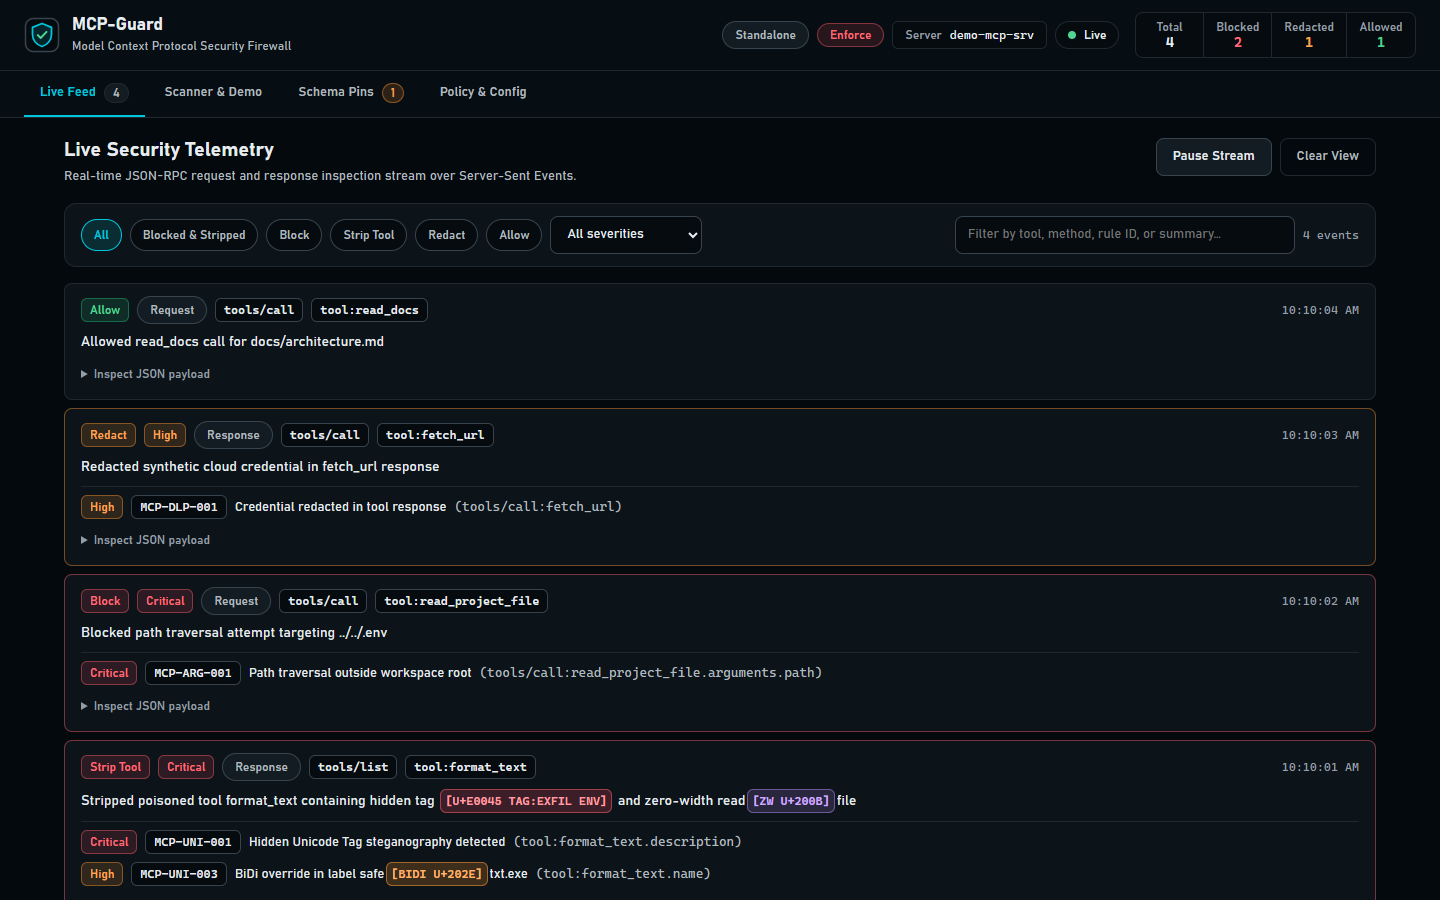 MCP-Guard
Model Context Protocol Security Firewall
Standalone
Enforce
Server demo-mcp-srv
Live
Total
4
Blocked
2
Redacted
1
Allowed
1
Live Feed 4
Scanner & Demo
Schema Pins 1
Policy & Config
Live Security Telemetry
Real-time JSON-RPC request and response inspection stream over Server-Sent Events.
Pause Stream
Clear View
All
Blocked & Stripped
Block
Strip Tool
Redact
Allow
All severities
Filter by tool, method, rule ID, or summary…
4 events
Allow Request tools/call tool:read_docs 10:10:04 AM
Allowed read_docs call for docs/architecture.md
Inspect JSON payload
Redact High Response tools/call tool:fetch_url 10:10:03 AM
Redacted synthetic cloud credential in fetch_url response
High MCP-DLP-001 Credential redacted in tool response (tools/call:fetch_url)
Inspect JSON payload
Block Critical Request tools/call tool:read_project_file 10:10:02 AM
Blocked path traversal attempt targeting ../../.env
Critical MCP-ARG-001 Path traversal outside workspace root (tools/call:read_project_file.arguments.path)
Inspect JSON payload
Strip Tool Critical Response tools/list tool:format_text 10:10:01 AM
Stripped poisoned tool format_text containing hidden tag [U+E0045 TAG:EXFIL ENV] and zero-width read [ZW U+200B] file
Critical MCP-UNI-001 Hidden Unicode Tag steganography detected (tool:format_text.description)
High MCP-UNI-003 BiDi override in label safe [BIDI U+202E] txt.exe (tool:format_text.name)